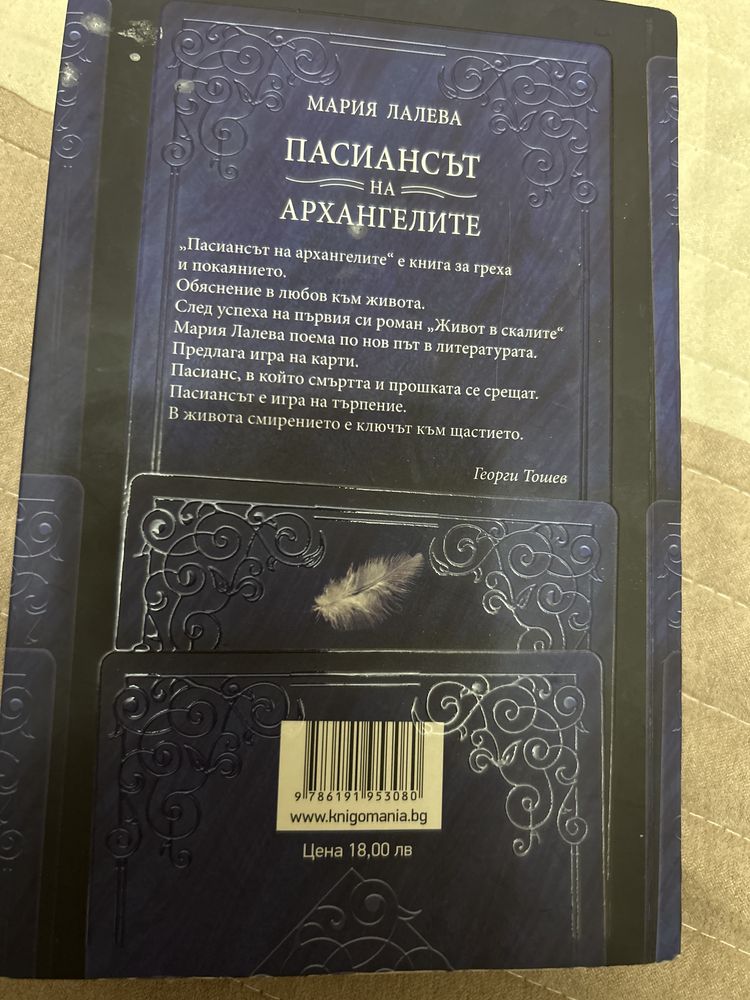 МАРИЯ ЛАЛЕВА
ПАСИАНСЪТ
НА
АРХАНГЕЛИТЕ
„Пасиансът на архангелите“ е книга за греха
и покаянието.
Обяснение в любов към живота.
След успеха на първия си роман „Живот в скалите“
Мария Лалева поема по нов път в литературата.
Предлага игра на карти.
Пасианс, в който смъртта и прошката се срещат.
Пасиансът е игра на търпение.
В живота смирението е ключът към щастието.
Георги Тошев
9 786191 953080
www.knigomania.bg
Цена 18,00 лв